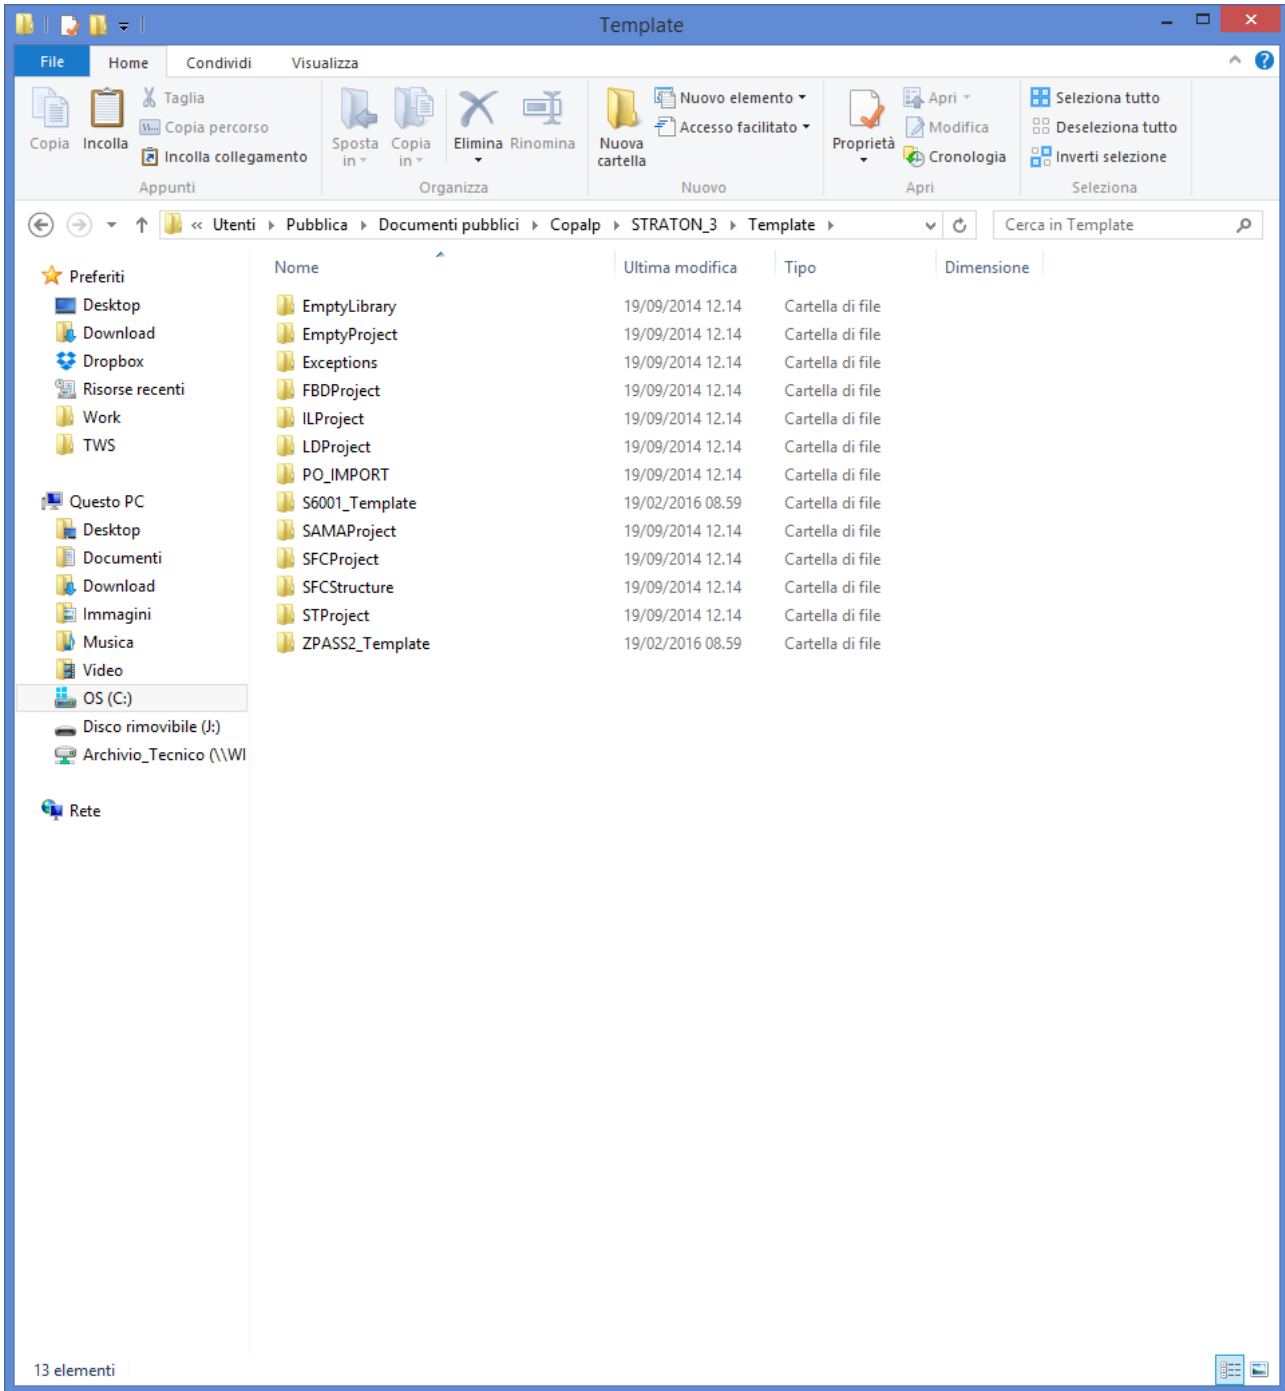 Template
File Home Condividi Visualizza
Copia
Incolla
Taglia
Copia percorso
Incolla collegamento
Appunti
Sposta in
Copia in
Elimina
Rinomina
Organizza
Nuova cartella
Nuovo elemento
Accesso facilitato
Nuovo
Proprietà
Apri
Modifica
Cronologia
Apri
Seleziona tutto
Deseleziona tutto
Inverti selezione
Seleziona
« Utenti Pubblica Documenti pubblici Copalp STRATON_3 Template
Cerca in Template
Preferiti
Desktop
Download
Dropbox
Risorse recenti
Work
TWS
Questo PC
Desktop
Documenti
Download
Immagini
Musica
Video
OS (C:)
Disco rimovibile (J:)
Archivio_Tecnico (\\WI
Rete
Nome Ultima modifica Tipo Dimensione
EmptyLibrary 19/09/2014 12.14 Cartella di file
EmptyProject 19/09/2014 12.14 Cartella di file
Exceptions 19/09/2014 12.14 Cartella di file
FBDProject 19/09/2014 12.14 Cartella di file
ILProject 19/09/2014 12.14 Cartella di file
LDProject 19/09/2014 12.14 Cartella di file
PO_IMPORT 19/09/2014 12.14 Cartella di file
S6001_Template 19/02/2016 08.59 Cartella di file
SAMAProject 19/09/2014 12.14 Cartella di file
SFCProject 19/09/2014 12.14 Cartella di file
SFCStructure 19/09/2014 12.14 Cartella di file
STProject 19/09/2014 12.14 Cartella di file
ZPASS2_Template 19/02/2016 08.59 Cartella di file
13 elementi